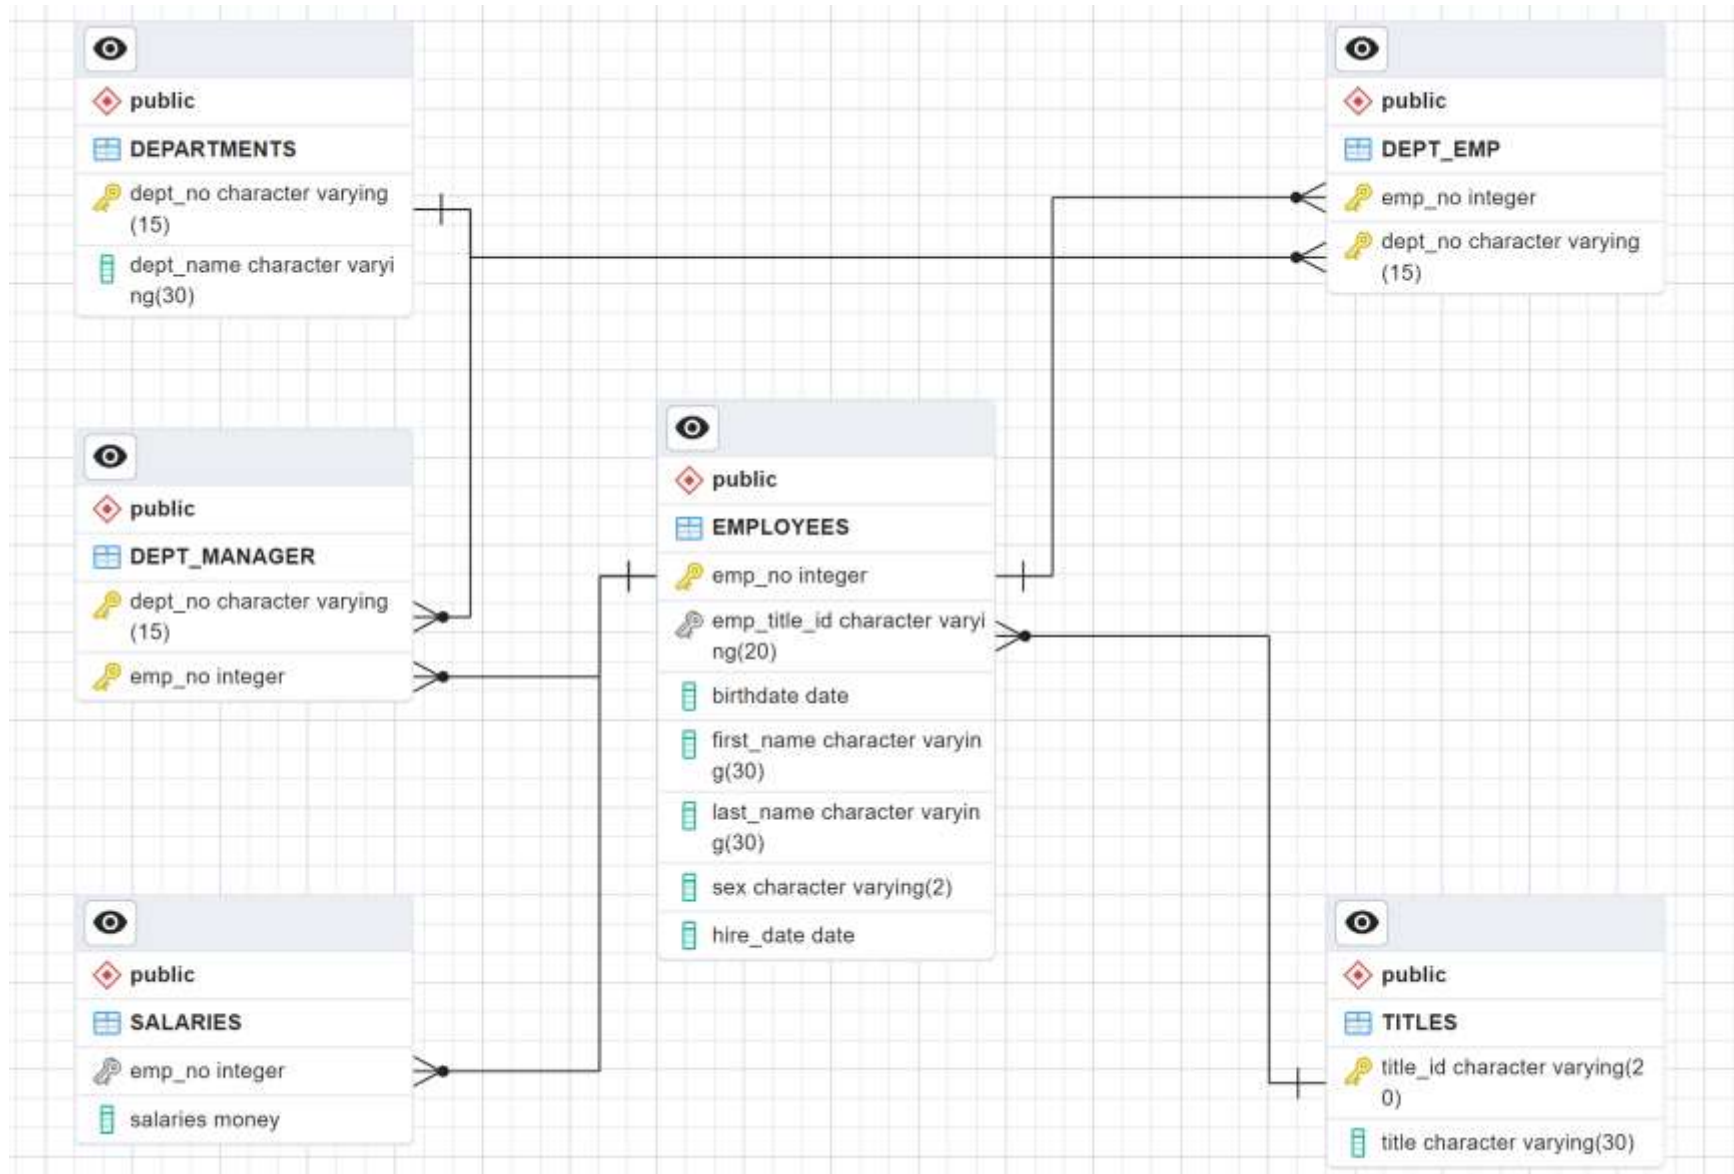 public
DEPARTMENTS
dept_no character varying
(15)
dept_name character varyi
ng(30)
public
DEPT_EMP
emp_no integer
dept_no character varying
(15)
public
DEPT_MANAGER
dept_no character varying
(15)
emp_no integer
public
EMPLOYEES
emp_no integer
emp_title_id character varyi
ng(20)
birthdate date
first_name character varyin
g(30)
last_name character varyin
g(30)
sex character varying(2)
hire_date date
public
SALARIES
emp_no integer
salaries money
public
TITLES
title_id character varying(2
0)
title character varying(30)